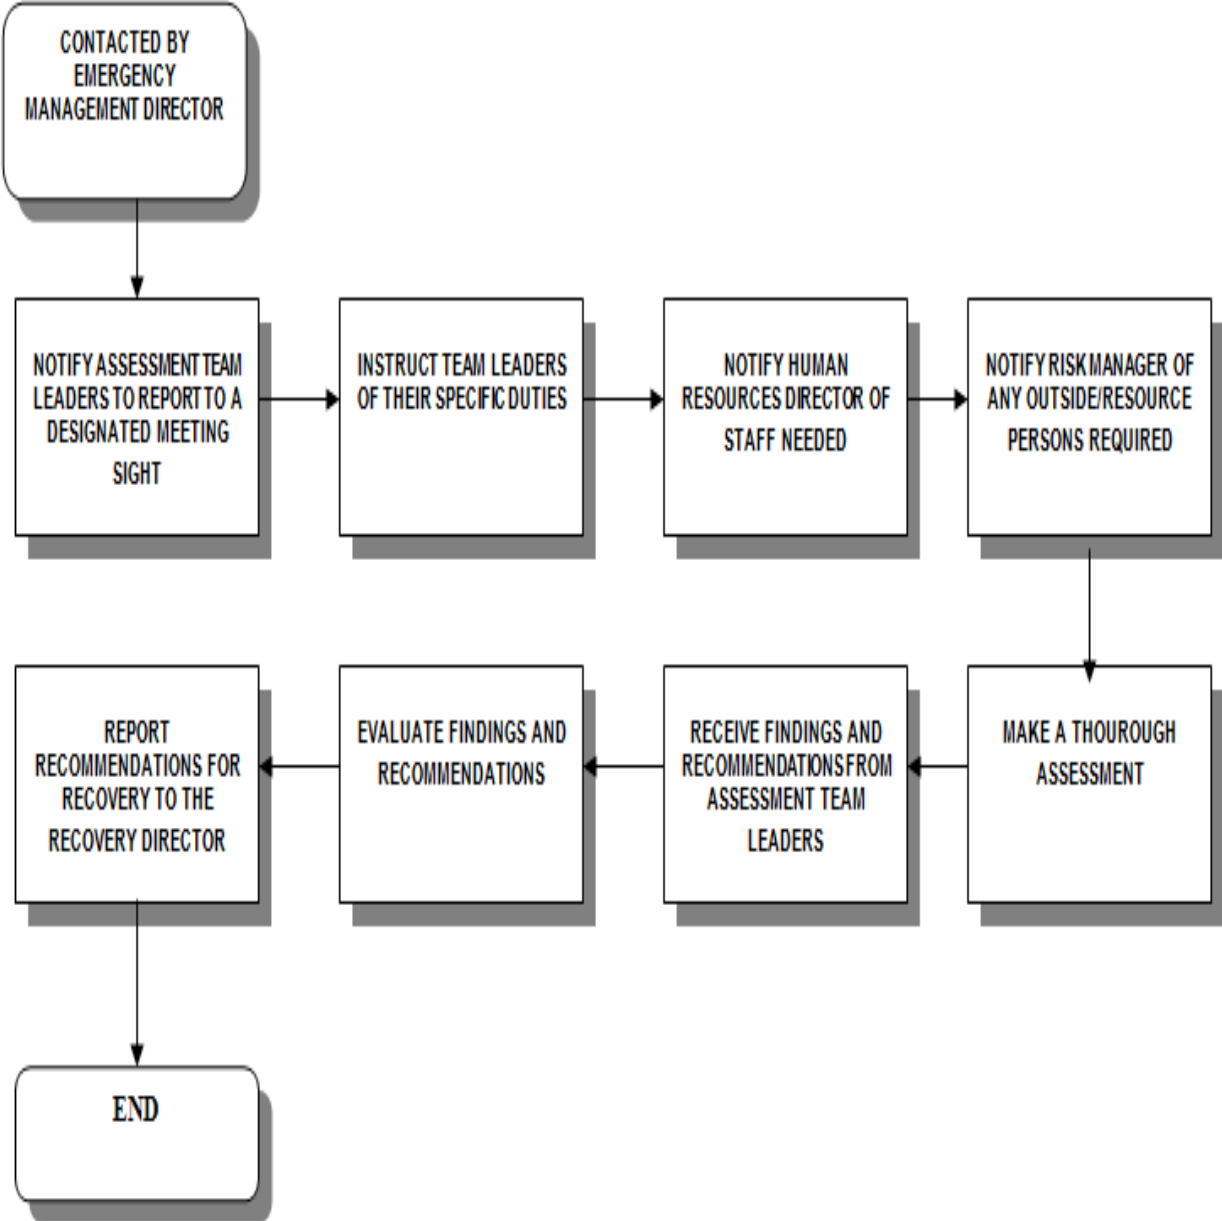 CONTACTED BY
EMERGENCY
MANAGEMENT DIRECTOR
NOTIFY ASSESSMENT TEAM
LEADERS TO REPORT TO A
DESIGNATED MEETING
SIGHT
INSTRUCT TEAM LEADERS
OF THEIR SPECIFIC DUTIES
NOTIFY HUMAN
RESOURCES DIRECTOR OF
STAFF NEEDED
NOTIFY RISK MANAGER OF
ANY OUTSIDE/RESOURCE
PERSONS REQUIRED
MAKE A THOUROUGH
ASSESSMENT
RECEIVE FINDINGS AND
RECOMMENDATIONS FROM
ASSESSMENT TEAM
LEADERS
EVALUATE FINDINGS AND
RECOMMENDATIONS
REPORT
RECOMMENDATIONS FOR
RECOVERY TO THE
RECOVERY DIRECTOR
END